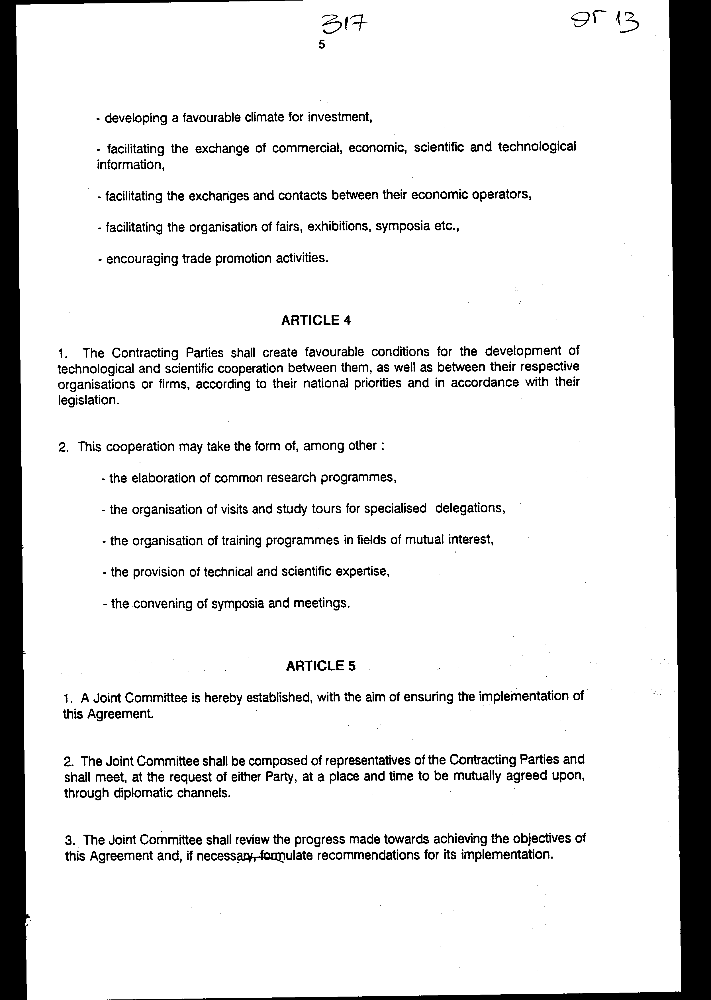 317
13
5
- developing a favourable climate for investment,
- facilitating the exchange of commercial, economic, scientific and technological
information,
- facilitating the exchanges and contacts between their economic operators,
- facilitating the organisation of fairs, exhibitions, symposia etc.,
- encouraging trade promotion activities.
ARTICLE 4
1. The Contracting Parties shall create favourable conditions for the development of
technological and scientific cooperation between them, as well as between their respective
organisations or firms, according to their national priorities and in accordance with their
legislation.
2. This cooperation may take the form of, among other :
- the elaboration of common research programmes,
- the organisation of visits and study tours for specialised delegations,
- the organisation of training programmes in fields of mutual interest,
- the provision of technical and scientific expertise,
- the convening of symposia and meetings.
ARTICLE 5
1. A Joint Committee is hereby established, with the aim of ensuring the implementation of
this Agreement.
2. The Joint Committee shall be composed of representatives of the Contracting Parties and
shall meet, at the request of either Party, at a place and time to be mutually agreed upon,
through diplomatic channels.
3. The Joint Committee shall review the progress made towards achieving the objectives of
this Agreement and, if necessary, formulate recommendations for its implementation.